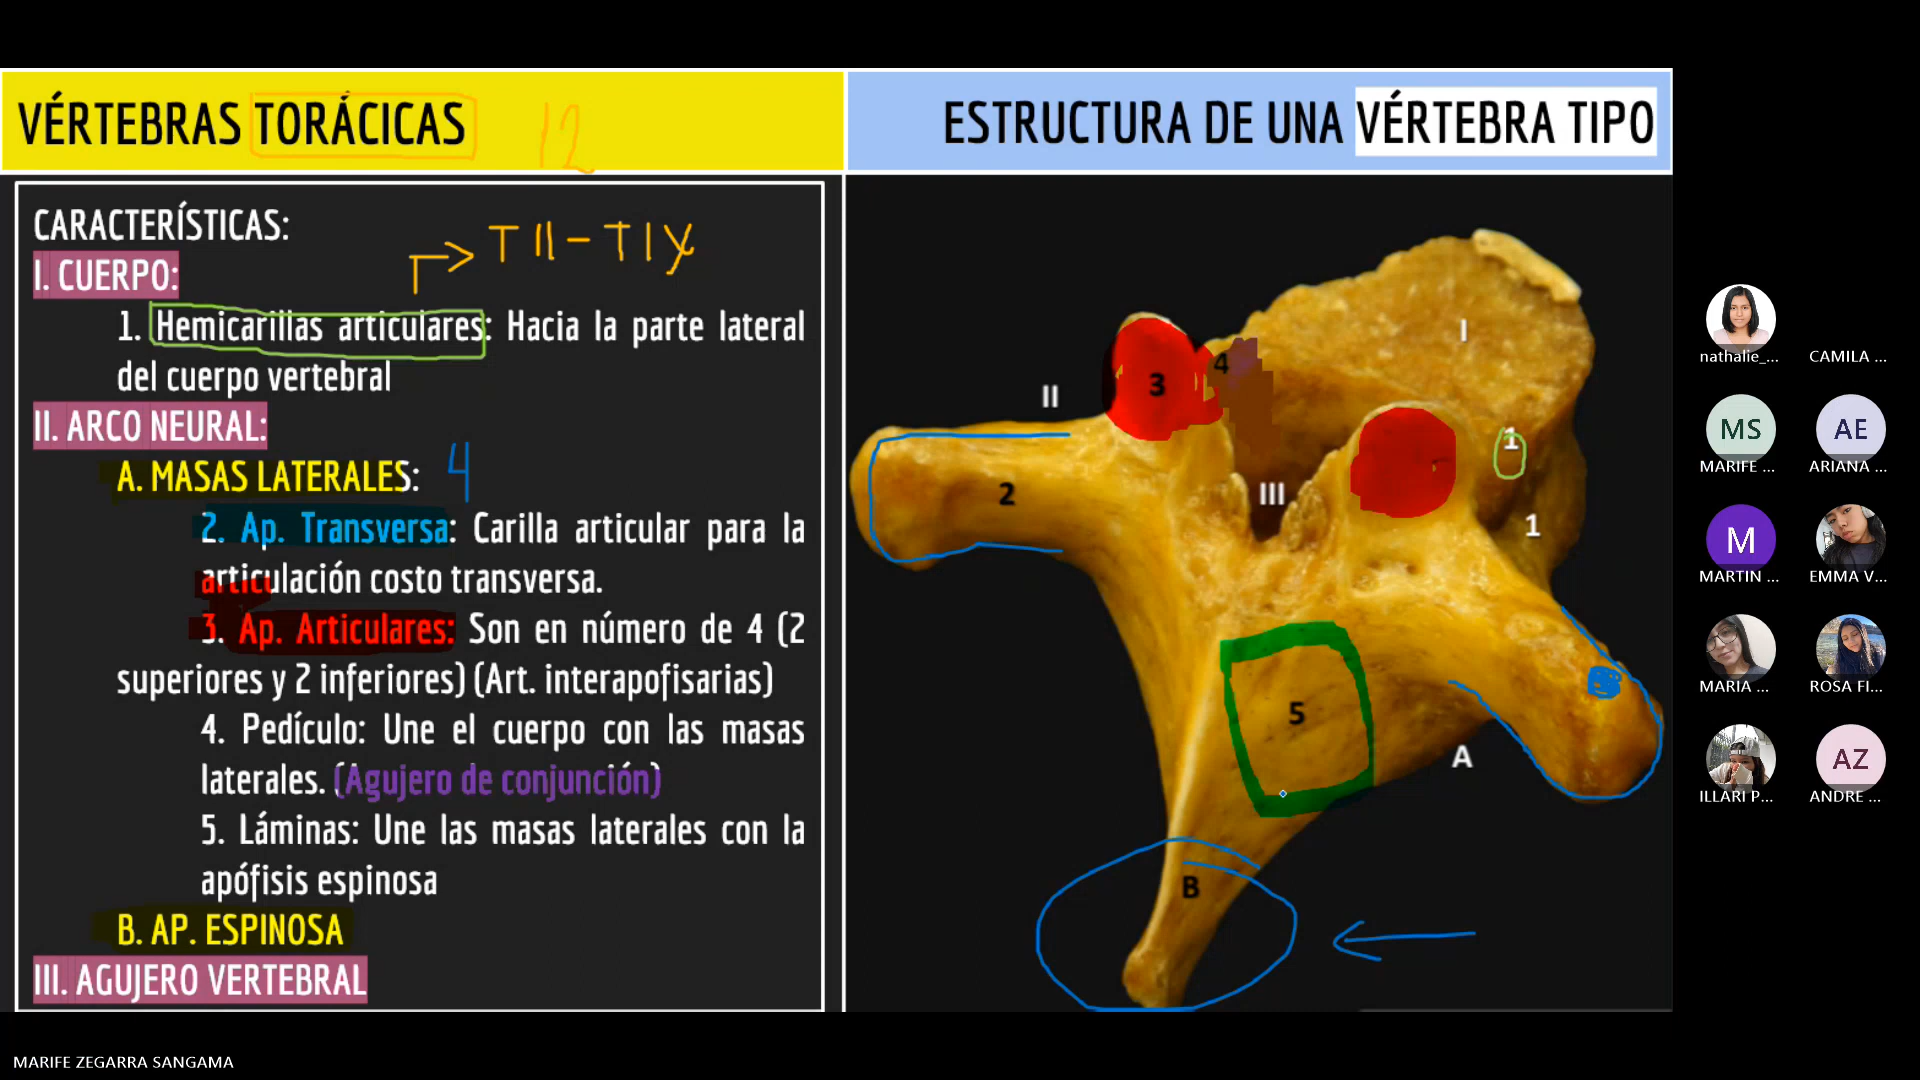 VÉRTEBRAS TORÁCICAS 12
ESTRUCTURA DE UNA VÉRTEBRA TIPO
CARACTERÍSTICAS:
TII-TIX
I. CUERPO:
1. Hemicarillas articulares: Hacia la parte lateral
del cuerpo vertebral
II. ARCO NEURAL:
A. MASAS LATERALES: 4
2. Ap. Transversa: Carilla articular para la
articulación costo transversa.
3. Ap. Articulares: Son en número de 4 (2
superiores y 2 inferiores) (Art. interapofisarias)
4. Pedículo: Une el cuerpo con las masas
laterales. (Agujero de conjunción)
5. Láminas: Une las masas laterales con la
apófisis espinosa
B. AP. ESPINOSA
III. AGUJERO VERTEBRAL
I
4
3
II
1
2
III
1
5
A
B
nathalie_...
CAMILA ...
MS
AE
MARIFE ...
ARIANA ...
M
MARTIN ...
EMMA V...
MARIA ...
ROSA FI...
AZ
ILLARI P...
ANDRE ...
MARIFE ZEGARRA SANGAMA